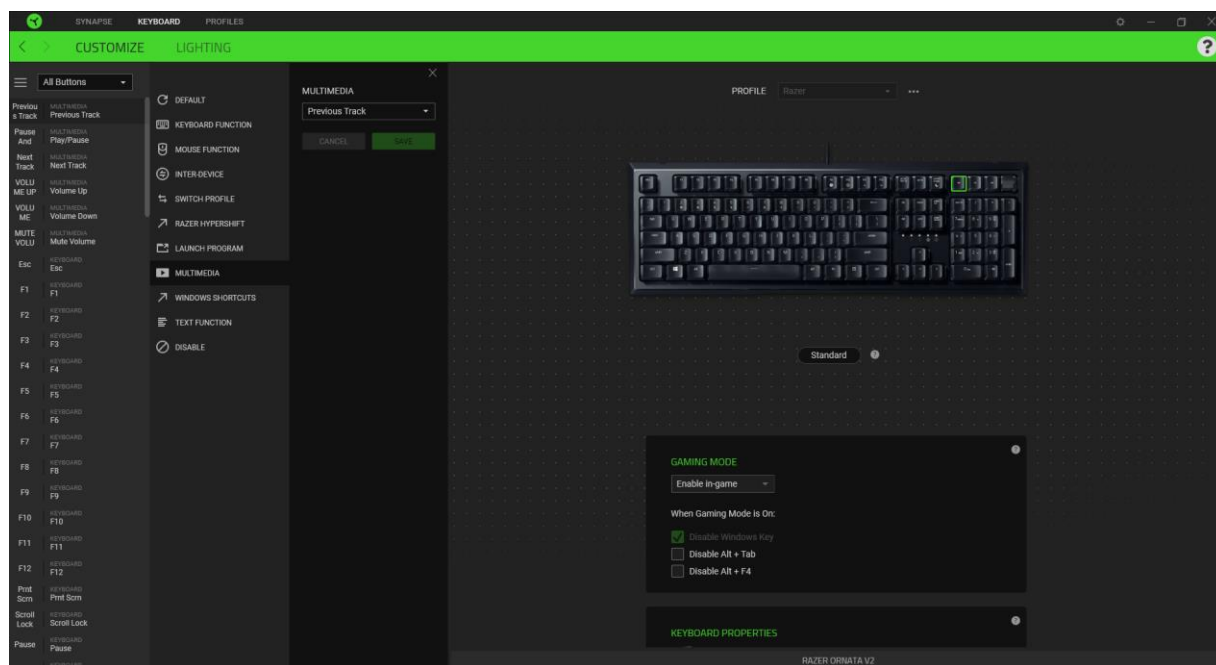 SYNAPSE KEYBOARD PROFILES
CUSTOMIZE LIGHTING
?
All Buttons
Previou
s Track
MULTIMEDIA
Previous Track
Pause
And
MULTIMEDIA
Play/Pause
Next
Track
MULTIMEDIA
Next Track
VOLU
ME UP
MULTIMEDIA
Volume Up
VOLU
ME
MULTIMEDIA
Volume Down
MUTE
VOLU
MULTIMEDIA
Mute Volume
Esc
KEYBOARD
Esc
F1
KEYBOARD
F1
F2
KEYBOARD
F2
F3
KEYBOARD
F3
F4
KEYBOARD
F4
F5
KEYBOARD
F5
F6
KEYBOARD
F6
F7
KEYBOARD
F7
F8
KEYBOARD
F8
F9
KEYBOARD
F9
F10
KEYBOARD
F10
F11
KEYBOARD
F11
F12
KEYBOARD
F12
Prnt
Scrn
KEYBOARD
Prnt Scrn
Scroll
Lock
KEYBOARD
Scroll Lock
Pause
KEYBOARD
Pause
DEFAULT
KEYBOARD FUNCTION
MOUSE FUNCTION
INTER-DEVICE
SWITCH PROFILE
RAZER HYPERSHIFT
LAUNCH PROGRAM
MULTIMEDIA
WINDOWS SHORTCUTS
TEXT FUNCTION
DISABLE
MULTIMEDIA
Previous Track
CANCEL SAVE
PROFILE Razer
Standard ?
GAMING MODE ?
Enable in-game
When Gaming Mode is On:
Disable Windows Key
Disable Alt + Tab
Disable Alt + F4
KEYBOARD PROPERTIES ?
RAZER ORNATA V2